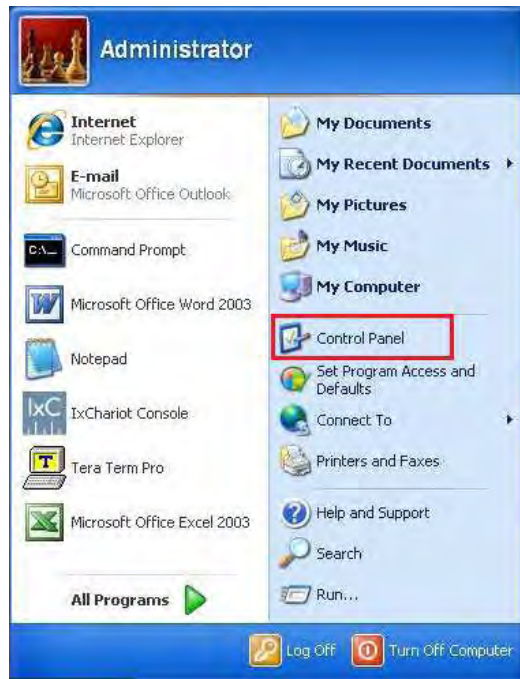 Administrator
Internet
Internet Explorer
E-mail
Microsoft Office Outlook
C:\_
Command Prompt
Microsoft Office Word 2003
Notepad
IxC
IxChariot Console
T
Tera Term Pro
Microsoft Office Excel 2003
All Programs
My Documents
My Recent Documents
My Pictures
My Music
My Computer
Control Panel
Set Program Access and
Defaults
Connect To
Printers and Faxes
Help and Support
Search
Run...
Log Off
Turn Off Computer